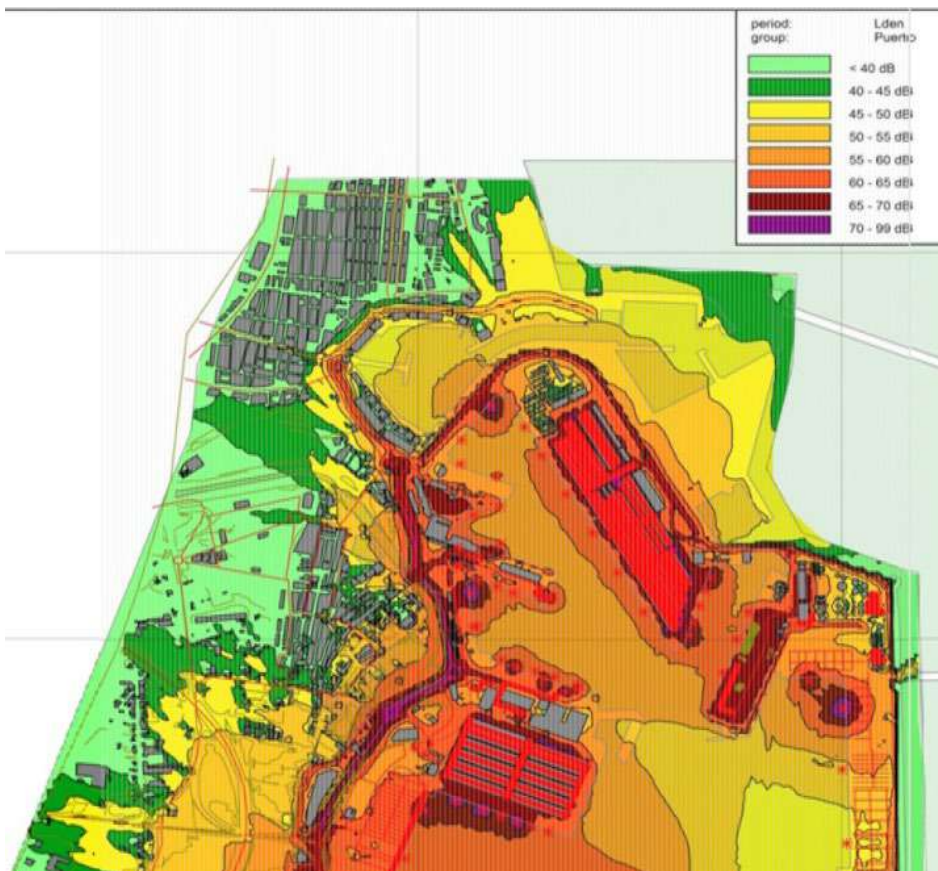 period: Lden
group: Puerto
< 40 dB
40 - 45 dB
45 - 50 dB
50 - 55 dB
55 - 60 dB
60 - 65 dB
65 - 70 dB
70 - 99 dB